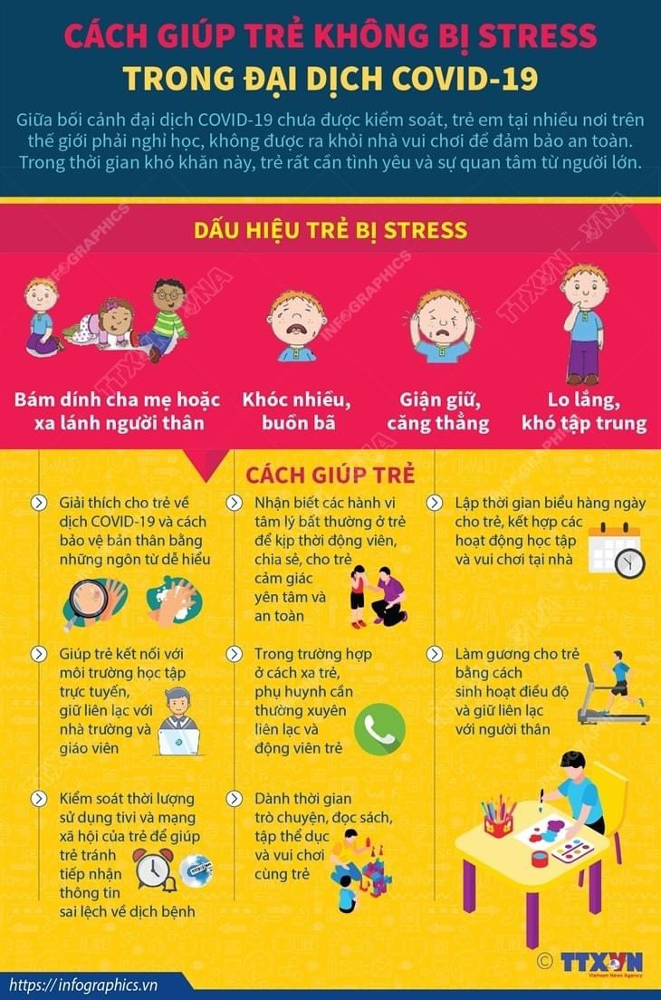 CÁCH GIÚP TRẺ KHÔNG BỊ STRESS
TRONG ĐẠI DỊCH COVID-19
Giữa bối cảnh đại dịch COVID-19 chưa được kiểm soát, trẻ em tại nhiều nơi trên
thế giới phải nghỉ học, không được ra khỏi nhà vui chơi để đảm bảo an toàn.
Trong thời gian khó khăn này, trẻ rất cần tình yêu và sự quan tâm từ người lớn.
DẤU HIỆU TRẺ BỊ STRESS
Bám dính cha mẹ hoặc
xa lánh người thân
Khóc nhiều,
buồn bã
Giận giữ,
căng thẳng
Lo lắng,
khó tập trung
CÁCH GIÚP TRẺ
Giải thích cho trẻ về
dịch COVID-19 và cách
bảo vệ bản thân bằng
những ngôn từ dễ hiểu
Nhận biết các hành vi
tâm lý bất thường ở trẻ
để kịp thời động viên,
chia sẻ, cho trẻ
cảm giác
yên tâm và
an toàn
Lập thời gian biểu hàng ngày
cho trẻ, kết hợp các
hoạt động học tập
và vui chơi tại nhà
Giúp trẻ kết nối với
môi trường học tập
trực tuyến,
giữ liên lạc với
nhà trường và
giáo viên
Trong trường hợp
ở cách xa trẻ,
phụ huynh cần
thường xuyên
liên lạc và
động viên trẻ
Làm gương cho trẻ
bằng cách
sinh hoạt điều độ
và giữ liên lạc
với người thân
Kiểm soát thời lượng
sử dụng tivi và mạng
xã hội của trẻ để giúp
trẻ tránh
tiếp nhận
thông tin
sai lệch về dịch bệnh
Dành thời gian
trò chuyện, đọc sách,
tập thể dục
và vui chơi
cùng trẻ
© TTXVN
Vietnam News Agency
https://infographics.vn